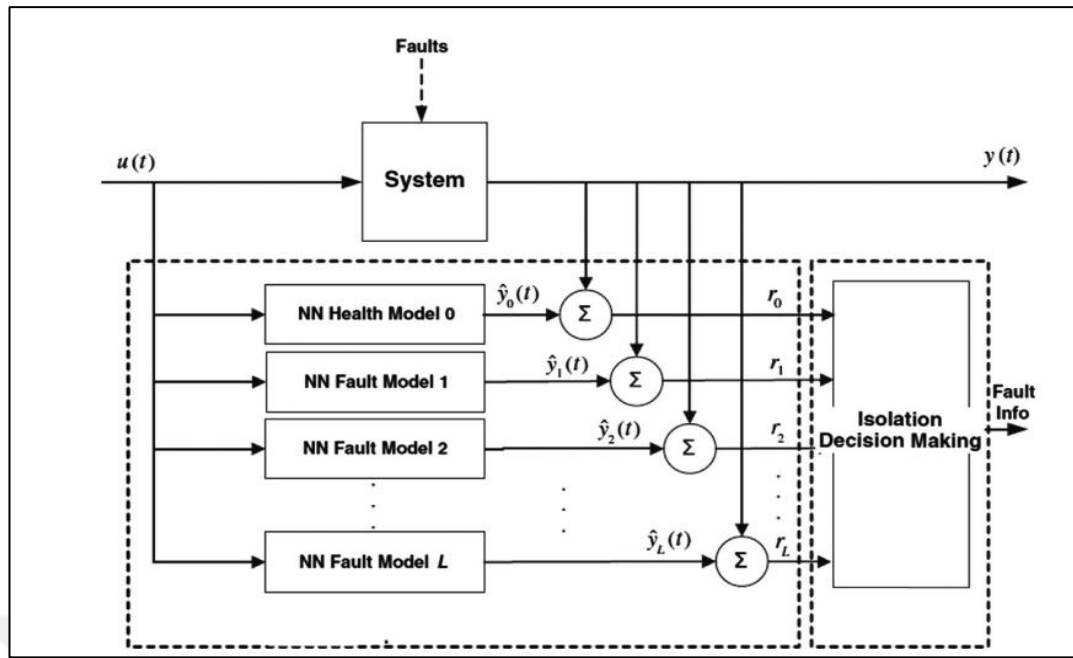 Faults
u(t)
System
y(t)
NN Health Model 0
ŷ₀(t)
Σ
r₀
NN Fault Model 1
ŷ₁(t)
Σ
r₁
NN Fault Model 2
ŷ₂(t)
Σ
r₂
NN Fault Model L
ŷ_L(t)
Σ
r_L
Isolation
Decision Making
Fault
Info